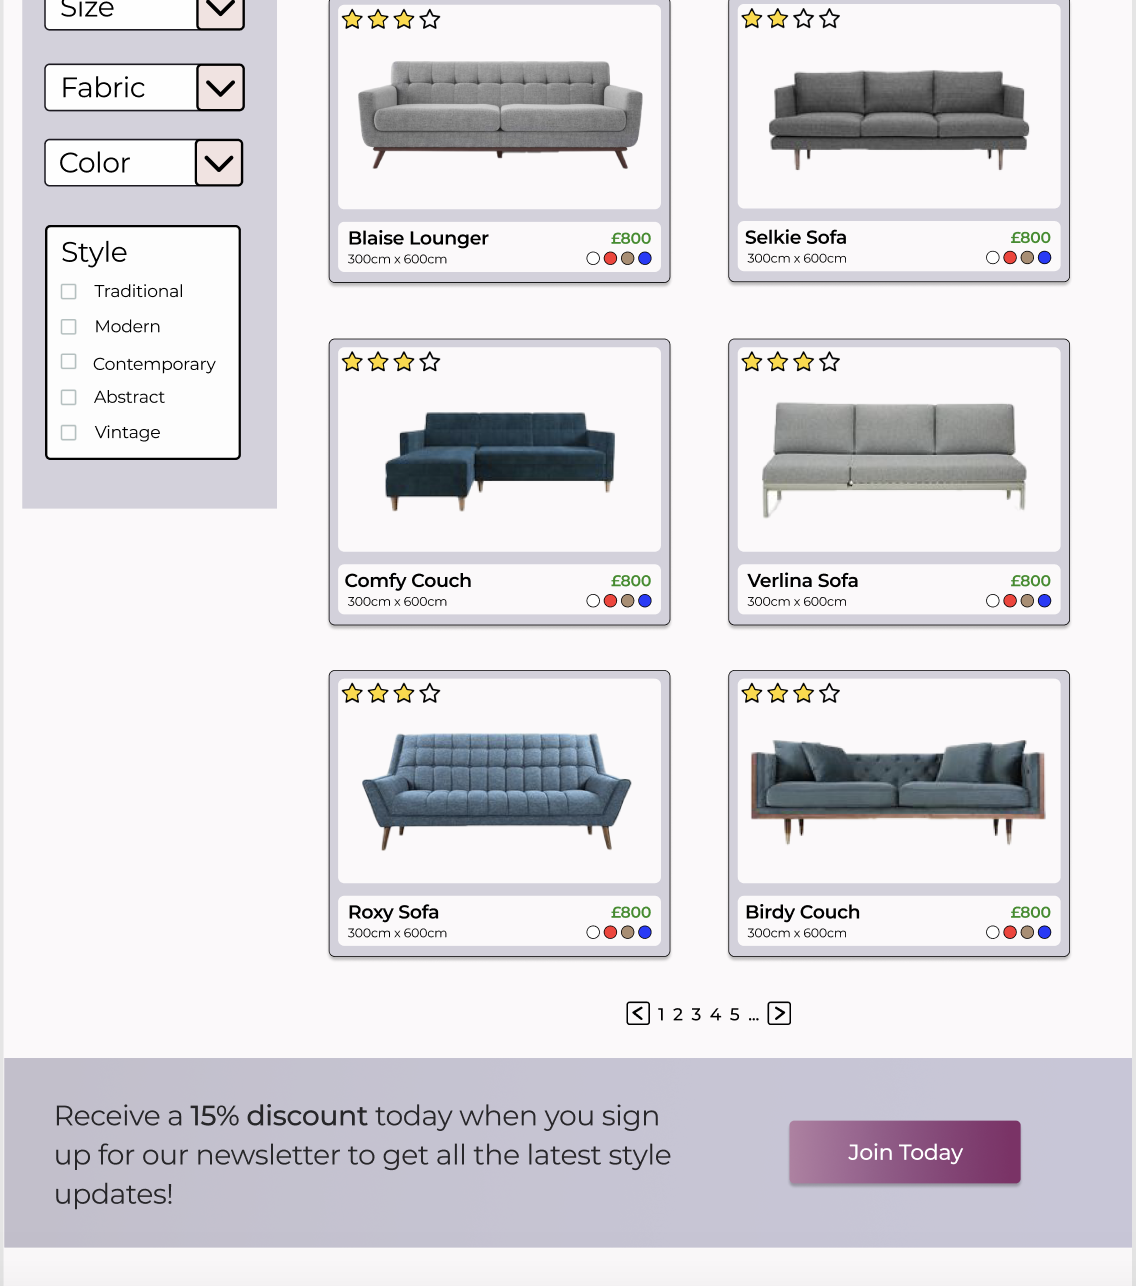 Size
Fabric
Color
Style
Traditional
Modern
Contemporary
Abstract
Vintage
Blaise Lounger
£800
300cm x 600cm
Selkie Sofa
£800
300cm x 600cm
Comfy Couch
£800
300cm x 600cm
Verlina Sofa
£800
300cm x 600cm
Roxy Sofa
£800
300cm x 600cm
Birdy Couch
£800
300cm x 600cm
< 1 2 3 4 5 ... >
Receive a 15% discount today when you sign
up for our newsletter to get all the latest style
updates!
Join Today